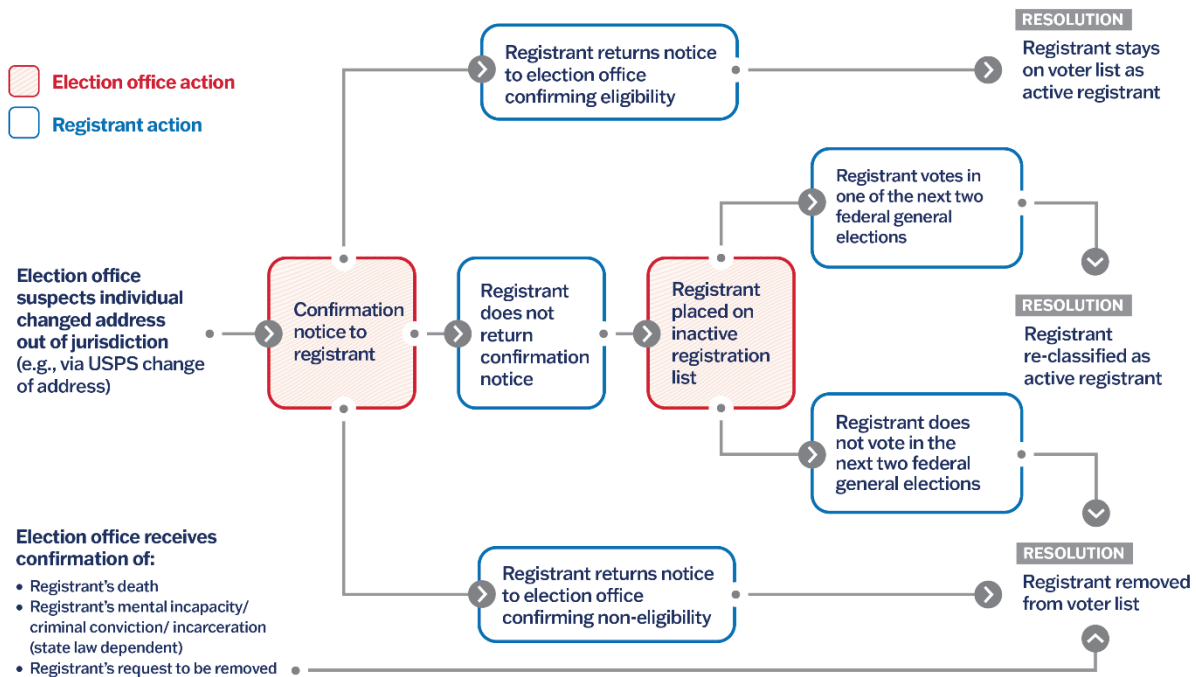 Election office action
Registrant action
Registrant returns notice
to election office
confirming eligibility
RESOLUTION
Registrant stays
on voter list as
active registrant
Election office
suspects individual
changed address
out of jurisdiction
(e.g., via USPS change
of address)
Confirmation
notice to
registrant
Registrant
does not
return
confirmation
notice
Registrant
placed on
inactive
registration
list
Registrant votes in
one of the next two
federal general
elections
RESOLUTION
Registrant
re-classified as
active registrant
Registrant does
not vote in the
next two federal
general elections
Election office receives
confirmation of:
• Registrant’s death
• Registrant’s mental incapacity/
criminal conviction/ incarceration
(state law dependent)
• Registrant’s request to be removed
Registrant returns notice
to election office
confirming non-eligibility
RESOLUTION
Registrant removed
from voter list